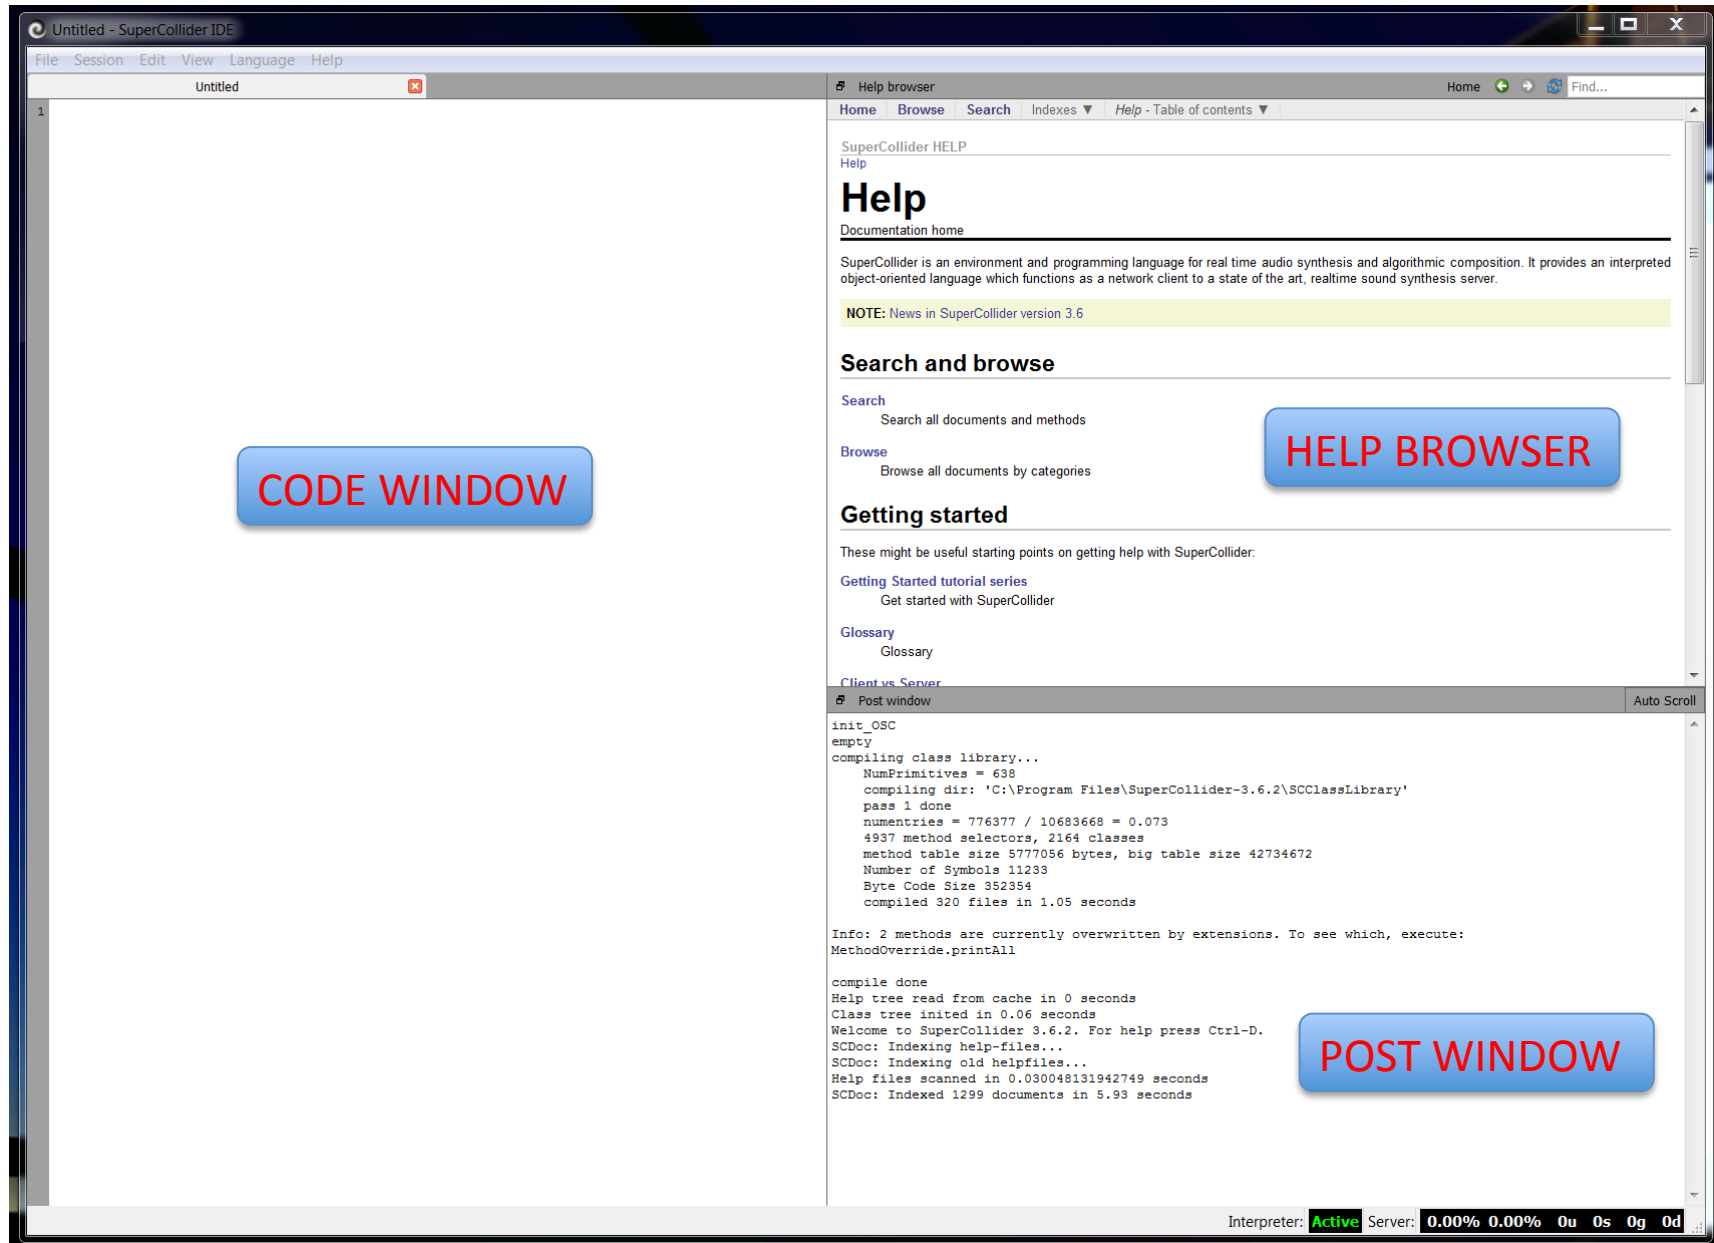 Untitled - SuperCollider IDE
File Session Edit View Language Help
Untitled
1
CODE WINDOW
Help browser Home Find...
Home Browse Search Indexes ▼ Help - Table of contents ▼
SuperCollider HELP
Help
Help
Documentation home
SuperCollider is an environment and programming language for real time audio synthesis and algorithmic composition. It provides an interpreted
object-oriented language which functions as a network client to a state of the art, realtime sound synthesis server.
NOTE: News in SuperCollider version 3.6
Search and browse
Search
Search all documents and methods
Browse
Browse all documents by categories
HELP BROWSER
Getting started
These might be useful starting points on getting help with SuperCollider:
Getting Started tutorial series
Get started with SuperCollider
Glossary
Glossary
Client vs Server
Post window Auto Scroll
init_OSC
empty
compiling class library...
NumPrimitives = 638
compiling dir: 'C:\Program Files\SuperCollider-3.6.2\SCClassLibrary'
pass 1 done
numentries = 776377 / 10683668 = 0.073
4937 method selectors, 2164 classes
method table size 5777056 bytes, big table size 42734672
Number of Symbols 11233
Byte Code Size 352354
compiled 320 files in 1.05 seconds
Info: 2 methods are currently overwritten by extensions. To see which, execute:
MethodOverride.printAll
compile done
Help tree read from cache in 0 seconds
Class tree inited in 0.06 seconds
Welcome to SuperCollider 3.6.2. For help press Ctrl-D.
SCDoc: Indexing help-files...
SCDoc: Indexing old helpfiles...
Help files scanned in 0.030048131942749 seconds
SCDoc: Indexed 1299 documents in 5.93 seconds
POST WINDOW
Interpreter: Active Server: 0.00% 0.00% 0u 0s 0g 0d